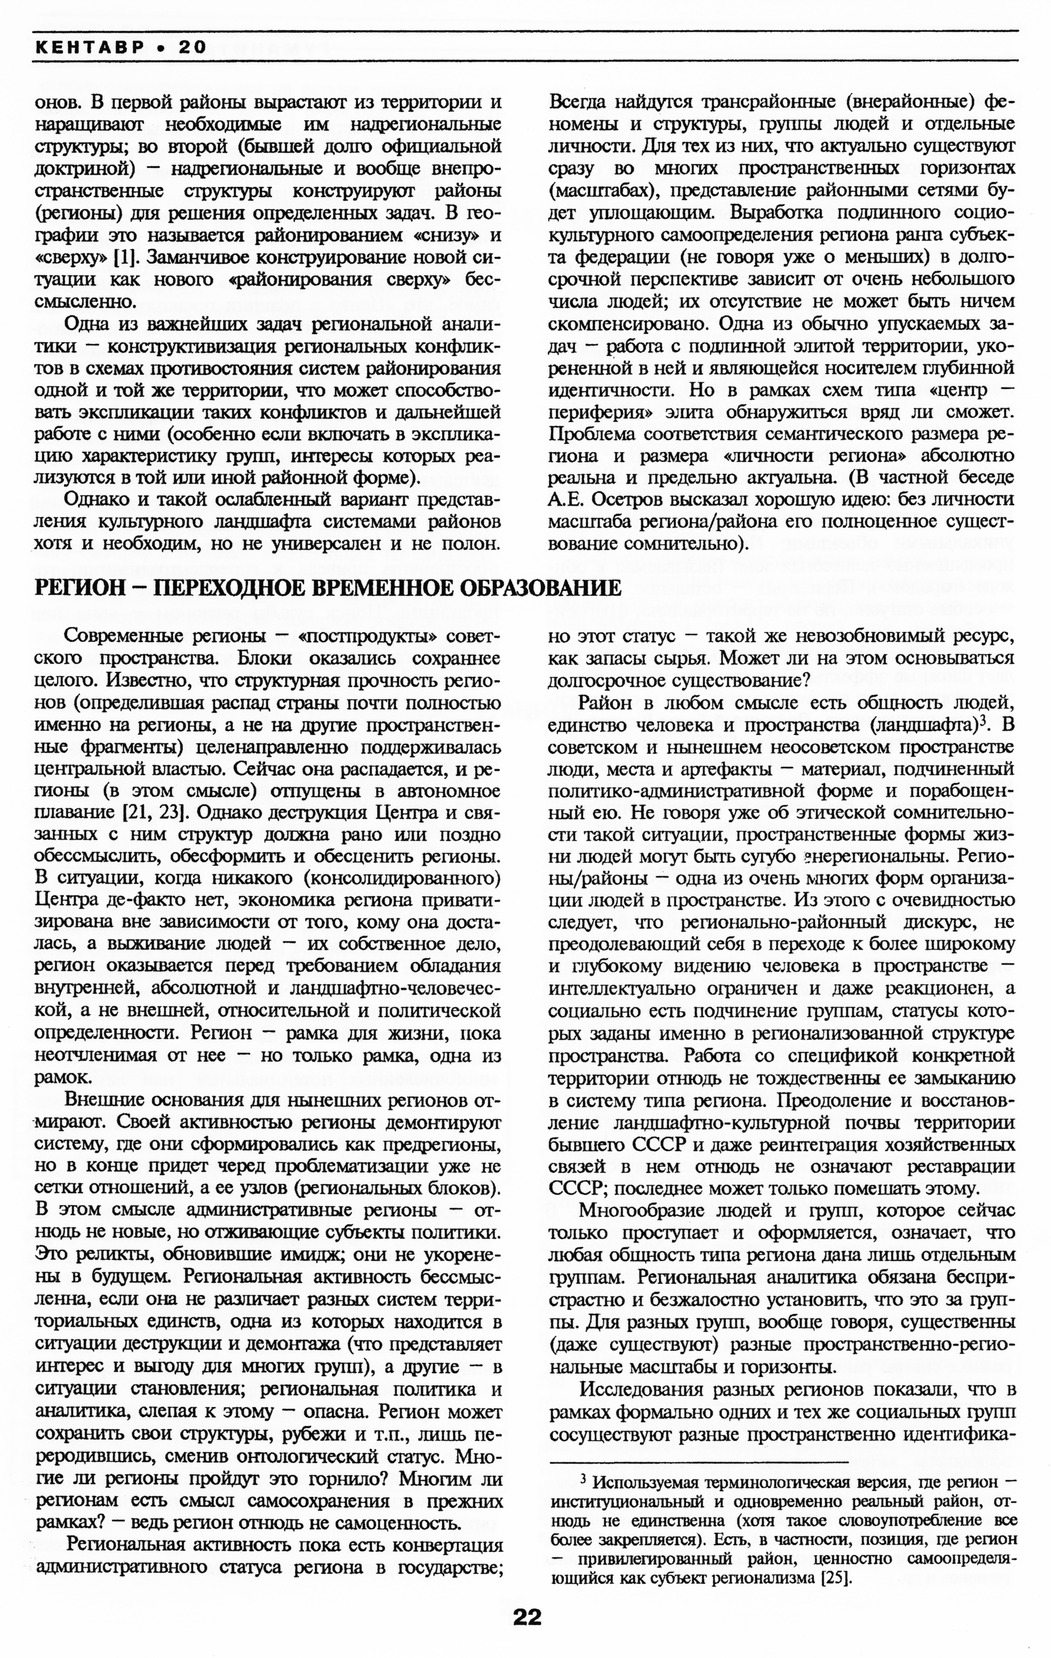 КЕНТАВР • 20
онов. В первой районы вырастают из территории и
наращивают необходимые им надрегиональные
структуры; во второй (бывшей долго официальной
доктриной) — надрегиональные и вообще внепро-
странственные структуры конструируют районы
(регионы) для решения определенных задач. В гео-
графии это называется районированием «снизу» и
«сверху» [1]. Заманчивое конструирование новой си-
туации как нового «районирования сверху» бес-
смысленно.
Одна из важнейших задач региональной анали-
тики — конструктивизация региональных конфлик-
тов в схемах противостояния систем районирования
одной и той же территории, что может способство-
вать экспликации таких конфликтов и дальнейшей
работе с ними (особенно если включать в эксплика-
цию характеристику групп, интересы которых реа-
лизуются в той или иной районной форме).
Однако и такой ослабленный вариант представ-
ления культурного ландшафта системами районов
хотя и необходим, но не универсален и не полон.
Всегда найдутся трансрайонные (внерайонные) фе-
номены и структуры, группы людей и отдельные
личности. Для тех из них, что актуально существуют
сразу во многих пространственных горизонтах
(масштабах), представление районными сетями бу-
дет уплощающим. Выработка подлинного социо-
культурного самоопределения региона ранга субъек-
та федерации (не говоря уже о меньших) в долго-
срочной перспективе зависит от очень небольшого
числа людей; их отсутствие не может быть ничем
скомпенсировано. Одна из обычно упускаемых за-
дач — работа с подлинной элитой территории, уко-
рененной в ней и являющейся носителем глубинной
идентичности. Но в рамках схем типа «центр —
периферия» элита обнаружиться вряд ли сможет.
Проблема соответствия семантического размера ре-
гиона и размера «личности региона» абсолютно
реальна и предельно актуальна. (В частной беседе
А.Е. Осетров высказал хорошую идею: без личности
масштаба региона/района его полноценное сущест-
вование сомнительно).
РЕГИОН – ПЕРЕХОДНОЕ ВРЕМЕННОЕ ОБРАЗОВАНИЕ
Современные регионы — «постпродукты» совет-
ского пространства. Блоки оказались сохраннее
целого. Известно, что структурная прочность регио-
нов (определившая распад страны почти полностью
именно на регионы, а не на другие пространствен-
ные фрагменты) целенаправленно поддерживалась
центральной властью. Сейчас она распадается, и ре-
гионы (в этом смысле) отпущены в автономное
плавание [21, 23]. Однако деструкция Центра и свя-
занных с ним структур должна рано или поздно
обессмыслить, обесформить и обесценить регионы.
В ситуации, когда никакого (консолидированного)
Центра де-факто нет, экономика региона привати-
зирована вне зависимости от того, кому она доста-
лась, а выживание людей — их собственное дело,
регион оказывается перед требованием обладания
внутренней, абсолютной и ландшафтно-человечес-
кой, а не внешней, относительной и политической
определенности. Регион — рамка для жизни, пока
неотчленимая от нее — но только рамка, одна из
рамок.
Внешние основания для нынешних регионов от-
мирают. Своей активностью регионы демонтируют
систему, где они сформировались как предрегионы,
но в конце придет черед проблематизации уже не
сетки отношений, а ее узлов (региональных блоков).
В этом смысле административные регионы — от-
нюдь не новые, но отживающие субъекты политики.
Это реликты, обновившие имидж; они не укорене-
ны в будущем. Региональная активность бессмыс-
ленна, если она не различает разных систем терри-
ториальных единств, одна из которых находится в
ситуации деструкции и демонтажа (что представляет
интерес и выгоду для многих групп), а другие — в
ситуации становления; региональная политика и
аналитика, слепая к этому — опасна. Регион может
сохранить свои структуры, рубежи и т.п., лишь пе-
реродившись, сменив онтологический статус. Мно-
гие ли регионы пройдут это горнило? Многим ли
регионам есть смысл самосохранения в прежних
рамках? — ведь регион отнюдь не самоценность.
Региональная активность пока есть конвертация
административного статуса региона в государстве;
но этот статус — такой же невозобновимый ресурс,
как запасы сырья. Может ли на этом основываться
долгосрочное существование?
Район в любом смысле есть общность людей,
единство человека и пространства (ландшафта)³. В
советском и нынешнем неосоветском пространстве
люди, места и артефакты — материал, подчиненный
политико-административной форме и порабощен-
ный ею. Не говоря уже об этической сомнительно-
сти такой ситуации, пространственные формы жиз-
ни людей могут быть сугубо внерегиональны. Регио-
ны/районы — одна из очень многих форм организа-
ции людей в пространстве. Из этого с очевидностью
следует, что регионально-районный дискурс, не
преодолевающий себя в переходе к более широкому
и глубокому видению человека в пространстве —
интеллектуально ограничен и даже реакционен, а
социально есть подчинение группам, статусы кото-
рых заданы именно в регионализованной структуре
пространства. Работа со спецификой конкретной
территории отнюдь не тождественны ее замыканию
в систему типа региона. Преодоление и восстанов-
ление ландшафтно-культурной почвы территории
бывшего СССР и даже реинтеграция хозяйственных
связей в нем отнюдь не означают реставрации
СССР; последнее может только помешать этому.
Многообразие людей и групп, которое сейчас
только проступает и оформляется, означает, что
любая общность типа региона дана лишь отдельным
группам. Региональная аналитика обязана беспри-
страстно и безжалостно установить, что это за груп-
пы. Для разных групп, вообще говоря, существенны
(даже существуют) разные пространственно-регио-
нальные масштабы и горизонты.
Исследования разных регионов показали, что в
рамках формально одних и тех же социальных групп
сосуществуют разные пространственно идентифика-
³ Используемая терминологическая версия, где регион —
институциональный и одновременно реальный район, от-
нюдь не единственна (хотя такое словоупотребление все
более закрепляется). Есть, в частности, позиция, где регион
— привилегированный район, ценностно самоопределя-
ющийся как субъект регионализма [25].
22